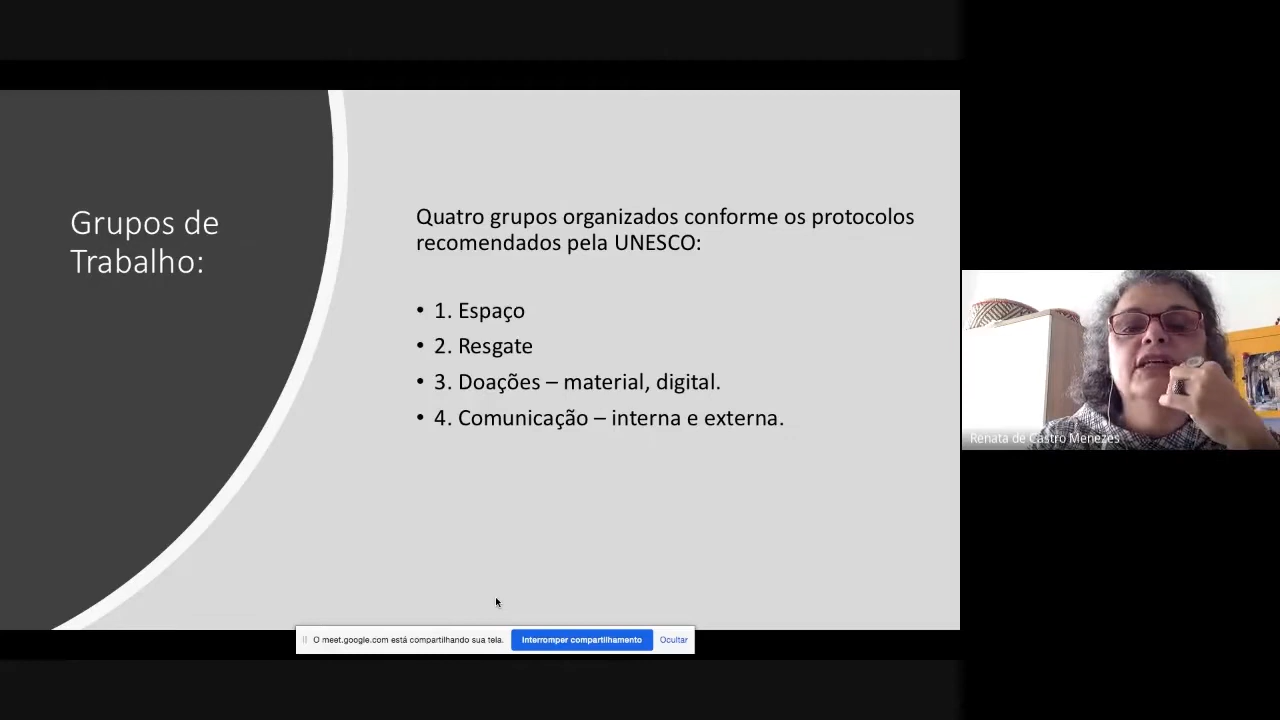 Grupos de
Trabalho:
Quatro grupos organizados conforme os protocolos
recomendados pela UNESCO:
• 1. Espaço
• 2. Resgate
• 3. Doações – material, digital.
• 4. Comunicação – interna e externa.
Renata de Castro Menezes
O meet.google.com está compartilhando sua tela.
Interromper compartilhamento
Ocultar